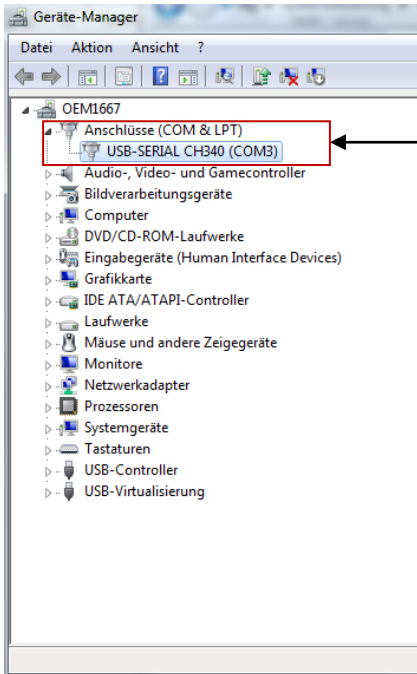 Geräte-Manager
Datei Aktion Ansicht ?
OEM1667
Anschlüsse (COM & LPT)
USB-SERIAL CH340 (COM3)
Audio-, Video- und Gamecontroller
Bildverarbeitungsgeräte
Computer
DVD/CD-ROM-Laufwerke
Eingabegeräte (Human Interface Devices)
Grafikkarte
IDE ATA/ATAPI-Controller
Laufwerke
Mäuse und andere Zeigegeräte
Monitore
Netzwerkadapter
Prozessoren
Systemgeräte
Tastaturen
USB-Controller
USB-Virtualisierung